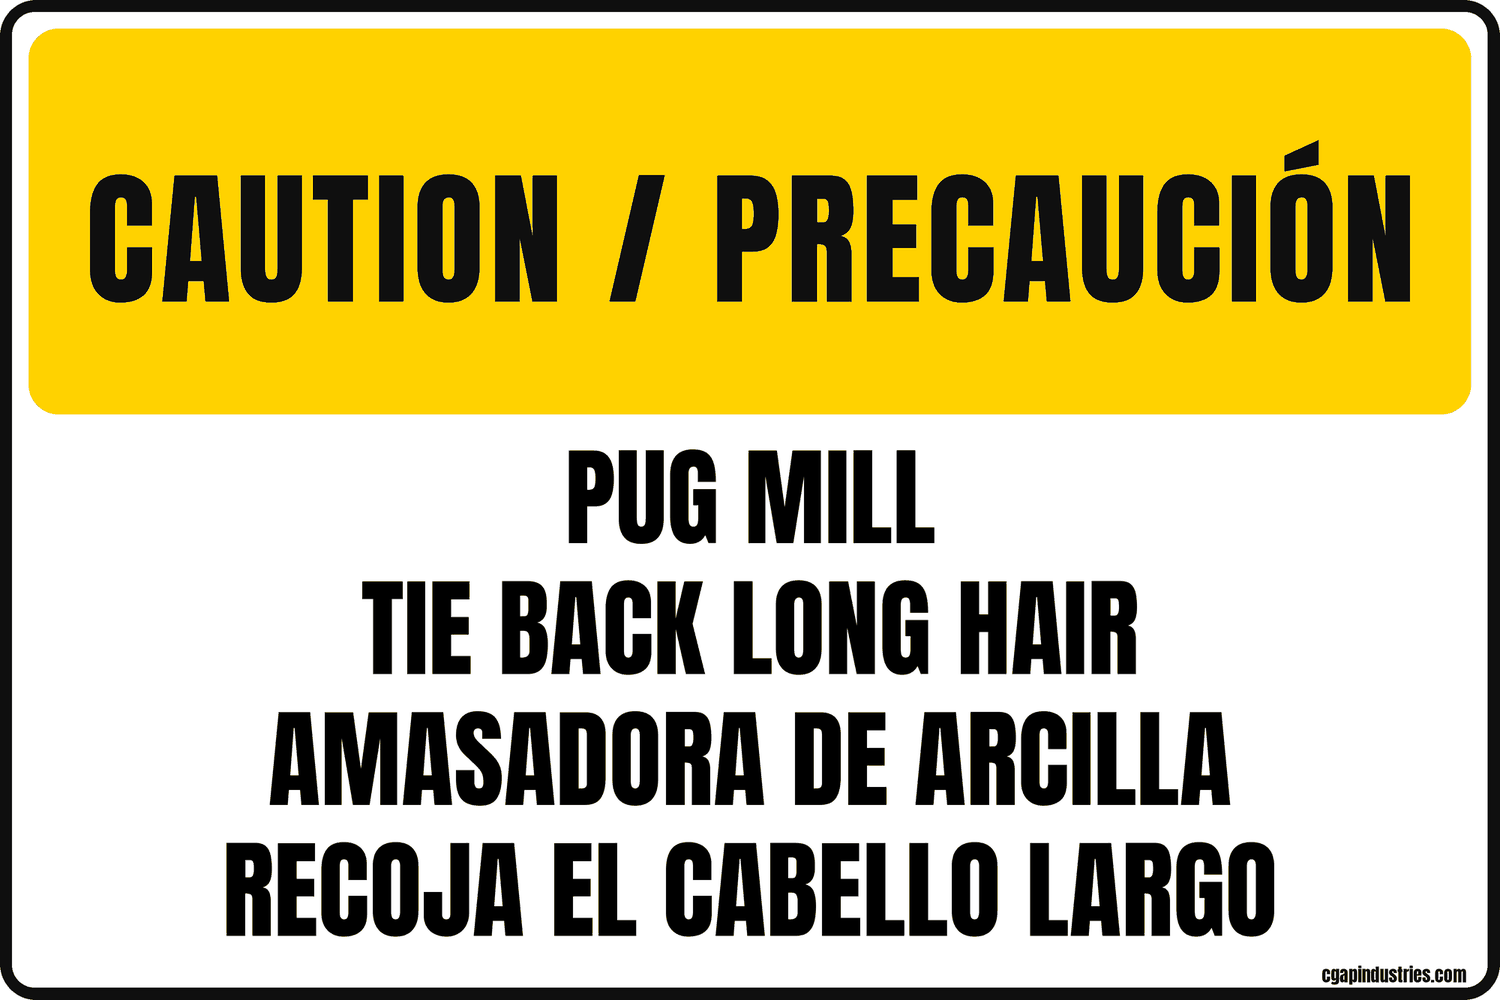 CAUTION / PRECAUCIÓN
PUG MILL
TIE BACK LONG HAIR
AMASADORA DE ARCILLA
RECOJA EL CABELLO LARGO
cgapindustries.com